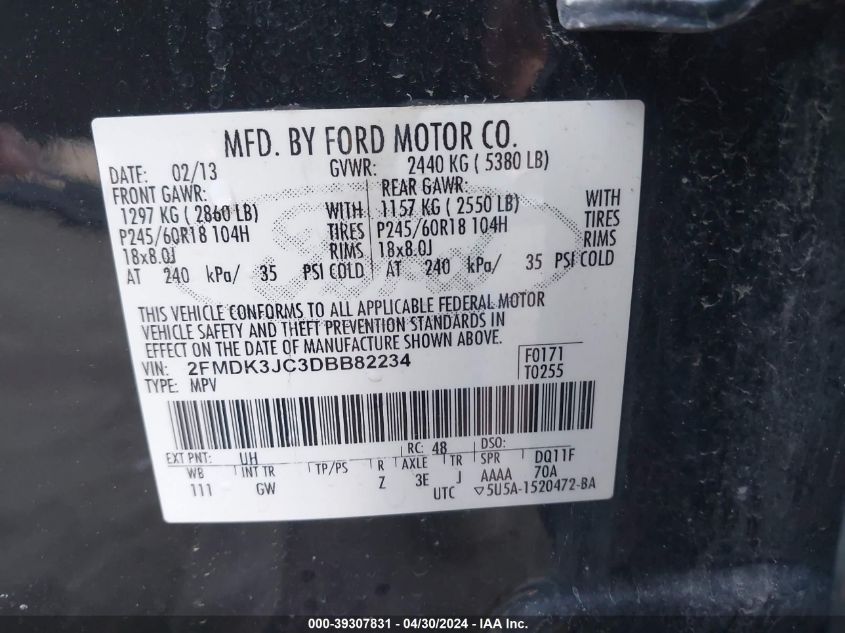 MFD. BY FORD MOTOR CO.
DATE: 02/13 GVWR: 2440 KG ( 5380 LB)
FRONT GAWR: REAR GAWR:
1297 KG ( 2860 LB) WITH 1157 KG ( 2550 LB) WITH
P245/60R18 104H TIRES P245/60R18 104H TIRES
18x8.0J RIMS 18x8.0J RIMS
AT 240 kPa/ 35 PSI COLD AT 240 kPa/ 35 PSI COLD
THIS VEHICLE CONFORMS TO ALL APPLICABLE FEDERAL MOTOR
VEHICLE SAFETY AND THEFT PREVENTION STANDARDS IN
EFFECT ON THE DATE OF MANUFACTURE SHOWN ABOVE.
VIN: 2FMDK3JC3DBB82234 F0171
TYPE: MPV T0255
EXT PNT: UH RC: 48 DSO:
WB INT TR TP/PS R AXLE TR SPR DQ11F
111 GW Z 3E J AAAA 70A
UTC ▽5U5A-1520472-BA
000-39307831 / 04/30/2024 / IAA Inc.